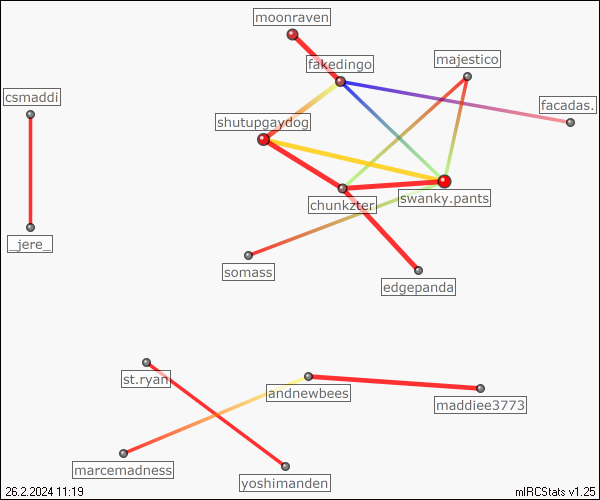 moonraven
majestico
fakedingo
csmaddi
facadas.
shutupgaydog
swanky.pants
chunkzter
_jere_
somass
edgepanda
st.ryan
andnewbees
maddiee3773
marcemadness
yoshimanden
26.2.2024 11:19
mIRCStats v1.25